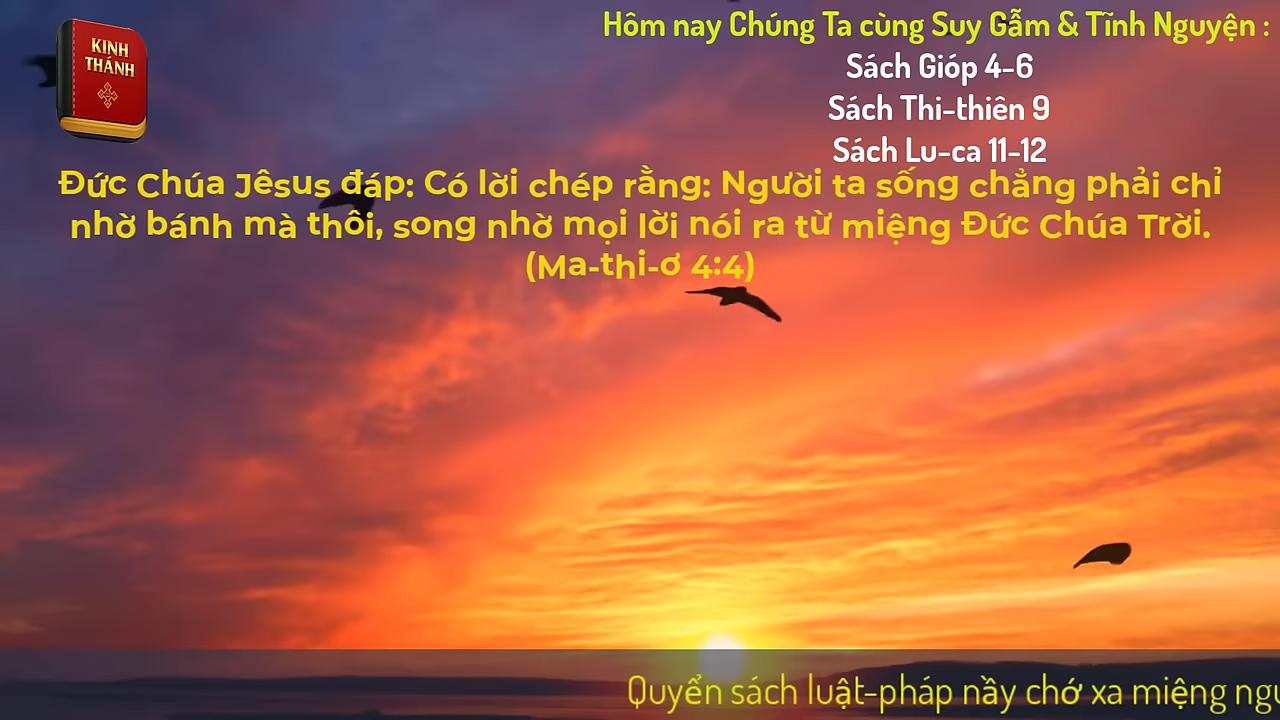 KINH
THÁNH
Hôm nay Chúng Ta cùng Suy Gẫm & Tĩnh Nguyện :
Sách Gióp 4-6
Sách Thi-thiên 9
Sách Lu-ca 11-12
Đức Chúa Jêsus đáp: Có lời chép rằng: Người ta sống chẳng phải chỉ
nhờ bánh mà thôi, song nhờ mọi lời nói ra từ miệng Đức Chúa Trời.
(Ma-thi-ơ 4:4)
Quyển sách luật-pháp nầy chớ xa miệng